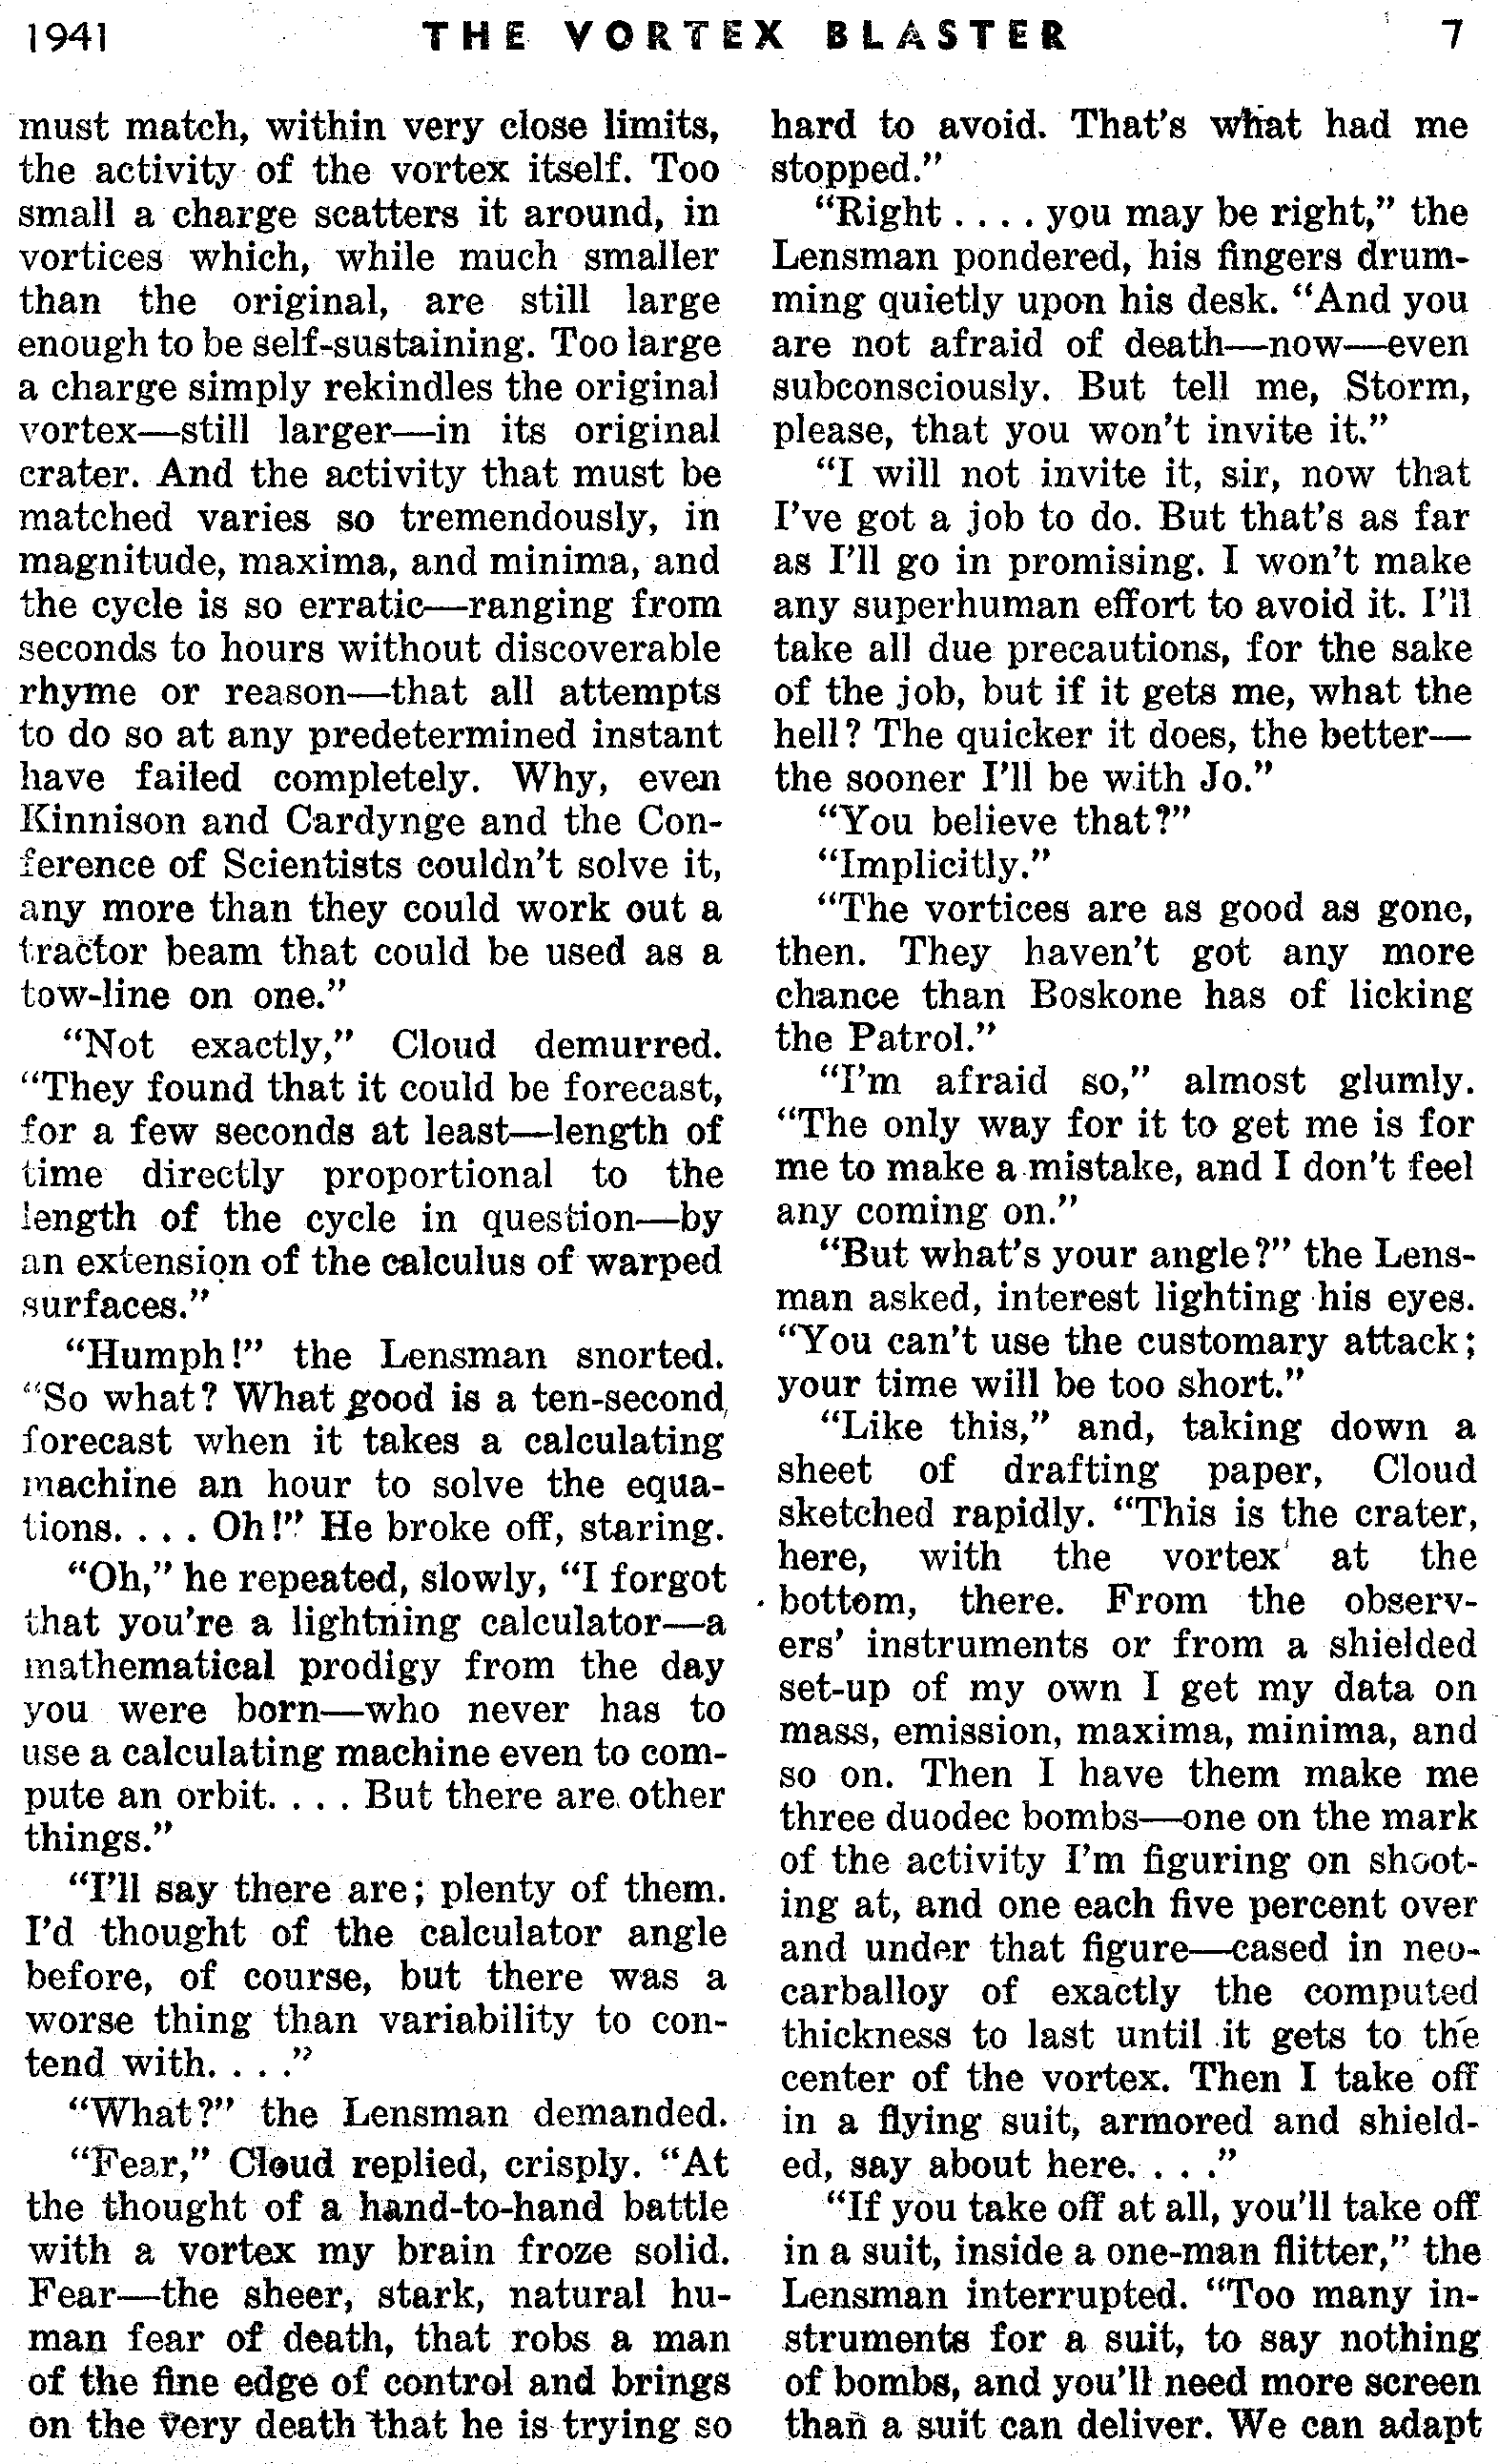 1941 THE VORTEX BLASTER 7
must match, within very close limits,
the activity of the vortex itself. Too
small a charge scatters it around, in
vortices which, while much smaller
than the original, are still large
enough to be self-sustaining. Too large
a charge simply rekindles the original
vortex—still larger—in its original
crater. And the activity that must be
matched varies so tremendously, in
magnitude, maxima, and minima, and
the cycle is so erratic—ranging from
seconds to hours without discoverable
rhyme or reason—that all attempts
to do so at any predetermined instant
have failed completely. Why, even
Kinnison and Cardynge and the Con-
ference of Scientists couldn't solve it,
any more than they could work out a
tractor beam that could be used as a
tow-line on one."
"Not exactly," Cloud demurred.
"They found that it could be forecast,
for a few seconds at least—length of
time directly proportional to the
length of the cycle in question—by
an extension of the calculus of warped
surfaces."
"Humph!" the Lensman snorted.
"So what? What good is a ten-second
forecast when it takes a calculating
machine an hour to solve the equa-
tions. . . . Oh!" He broke off, staring.
"Oh," he repeated, slowly, "I forgot
that you're a lightning calculator—a
mathematical prodigy from the day
you were born—who never has to
use a calculating machine even to com-
pute an orbit. . . . But there are other
things."
"I'll say there are; plenty of them.
I'd thought of the calculator angle
before, of course, but there was a
worse thing than variability to con-
tend with. . . ."
"What?" the Lensman demanded.
"Fear," Cloud replied, crisply. "At
the thought of a hand-to-hand battle
with a vortex my brain froze solid.
Fear—the sheer, stark, natural hu-
man fear of death, that robs a man
of the fine edge of control and brings
on the very death that he is trying so
hard to avoid. That's what had me
stopped."
"Right . . . . you may be right," the
Lensman pondered, his fingers drum-
ming quietly upon his desk. "And you
are not afraid of death—now—even
subconsciously. But tell me, Storm,
please, that you won't invite it."
"I will not invite it, sir, now that
I've got a job to do. But that's as far
as I'll go in promising. I won't make
any superhuman effort to avoid it. I'll
take all due precautions, for the sake
of the job, but if it gets me, what the
hell? The quicker it does, the better—
the sooner I'll be with Jo."
"You believe that?"
"Implicitly."
"The vortices are as good as gone,
then. They haven't got any more
chance than Boskone has of licking
the Patrol."
"I'm afraid so," almost glumly.
"The only way for it to get me is for
me to make a mistake, and I don't feel
any coming on."
"But what's your angle?" the Lens-
man asked, interest lighting his eyes.
"You can't use the customary attack;
your time will be too short."
"Like this," and, taking down a
sheet of drafting paper, Cloud
sketched rapidly. "This is the crater,
here, with the vortex at the
bottom, there. From the observ-
ers' instruments or from a shielded
set-up of my own I get my data on
mass, emission, maxima, minima, and
so on. Then I have them make me
three duodec bombs—one on the mark
of the activity I'm figuring on shoot-
ing at, and one each five percent over
and under that figure—cased in neo-
carballoy of exactly the computed
thickness to last until it gets to the
center of the vortex. Then I take off
in a flying suit, armored and shield-
ed, say about here. . . ."
"If you take off at all, you'll take off
in a suit, inside a one-man flitter," the
Lensman interrupted. "Too many in-
struments for a suit, to say nothing
of bombs, and you'll need more screen
than a suit can deliver. We can adapt